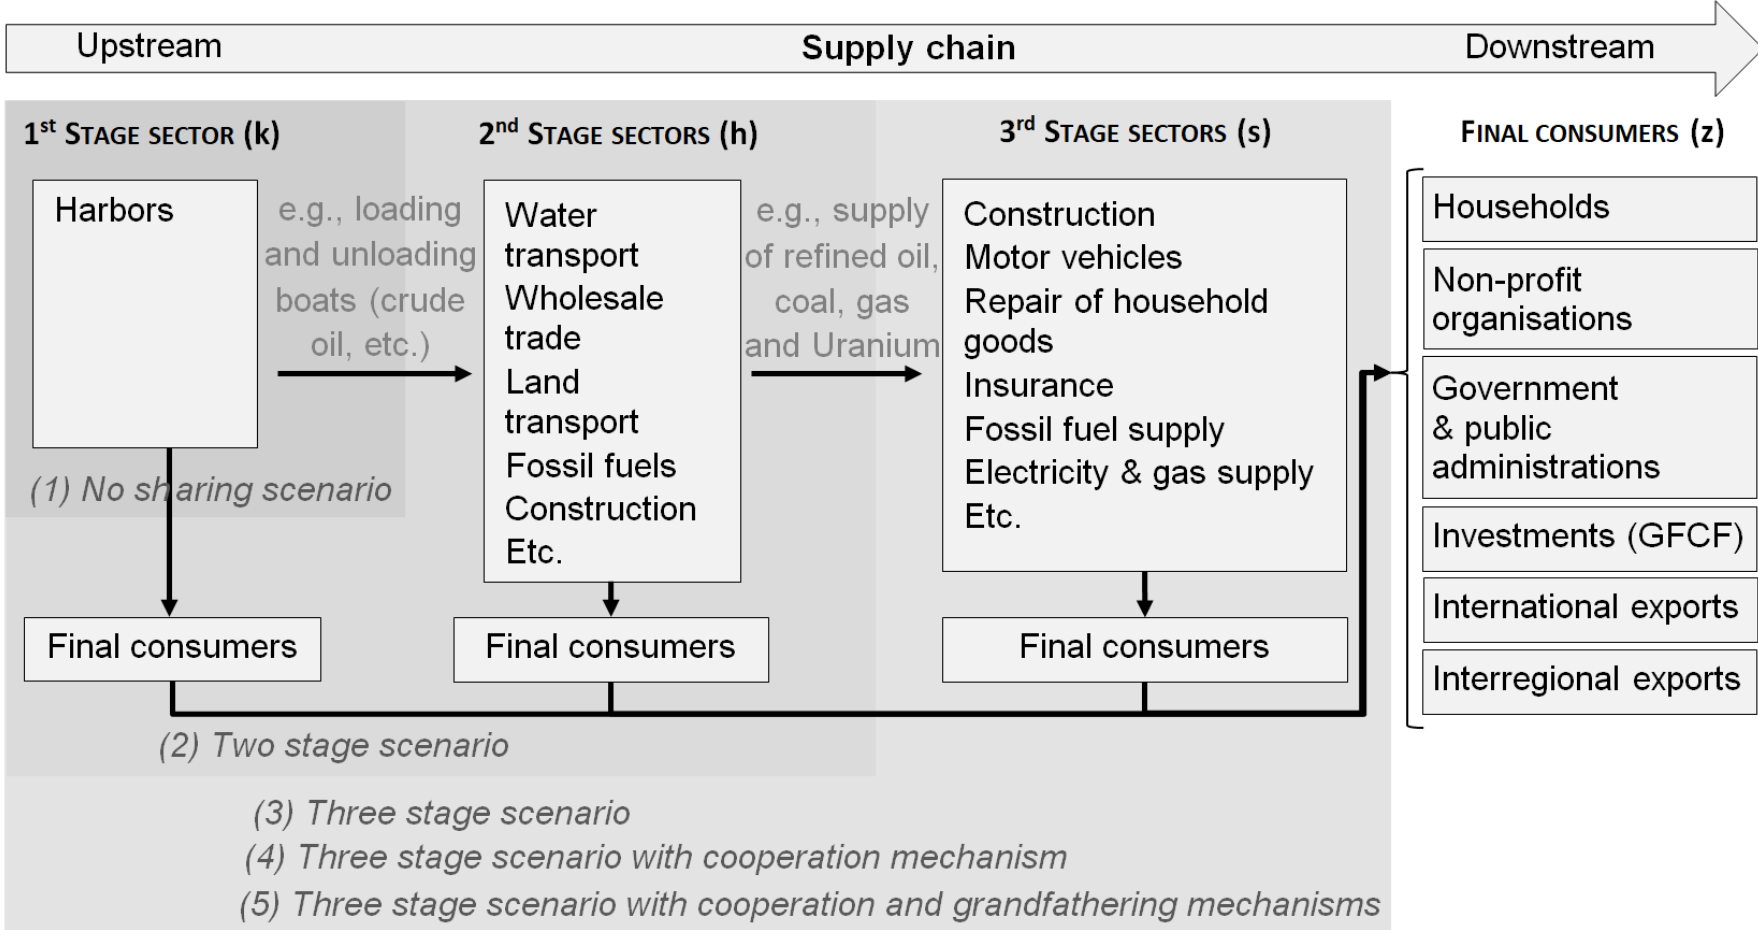 Upstream
Supply chain
Downstream
1st STAGE SECTOR (k)
2nd STAGE SECTORS (h)
3rd STAGE SECTORS (s)
FINAL CONSUMERS (z)
Harbors
e.g., loading
and unloading
boats (crude
oil, etc.)
Water
transport
Wholesale
trade
Land
transport
Fossil fuels
Construction
Etc.
e.g., supply
of refined oil,
coal, gas
and Uranium
Construction
Motor vehicles
Repair of household
goods
Insurance
Fossil fuel supply
Electricity & gas supply
Etc.
Households
Non-profit
organisations
Government
& public
administrations
Investments (GFCF)
International exports
Interregional exports
(1) No sharing scenario
Final consumers
Final consumers
Final consumers
(2) Two stage scenario
(3) Three stage scenario
(4) Three stage scenario with cooperation mechanism
(5) Three stage scenario with cooperation and grandfathering mechanisms